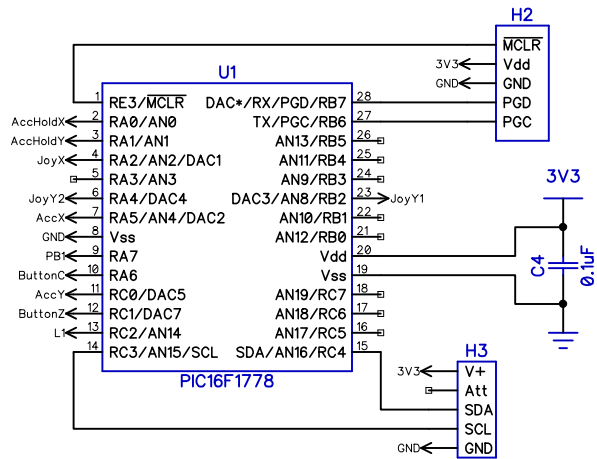 H2
MCLR
3V3 Vdd
GND GND
PGD
PGC
U1
1 RE3/MCLR DAC*/RX/PGD/RB7 28
AccHoldX 2 RA0/AN0 TX/PGC/RB6 27
AccHoldY 3 RA1/AN1 AN13/RB5 26
JoyX 4 RA2/AN2/DAC1 AN11/RB4 25
5 RA3/AN3 AN9/RB3 24
JoyY2 6 RA4/DAC4 DAC3/AN8/RB2 23 JoyY1
AccX 7 RA5/AN4/DAC2 AN10/RB1 22
GND 8 Vss AN12/RB0 21
PB1 9 RA7 Vdd 20
ButtonC 10 RA6 Vss 19
AccY 11 RC0/DAC5 AN19/RC7 18
ButtonZ 12 RC1/DAC7 AN18/RC6 17
L1 13 RC2/AN14 AN17/RC5 16
14 RC3/AN15/SCL SDA/AN16/RC4 15
PIC16F1778
3V3
C4
0.1uF
H3
3V3 V+
Att
SDA
SCL
GND GND